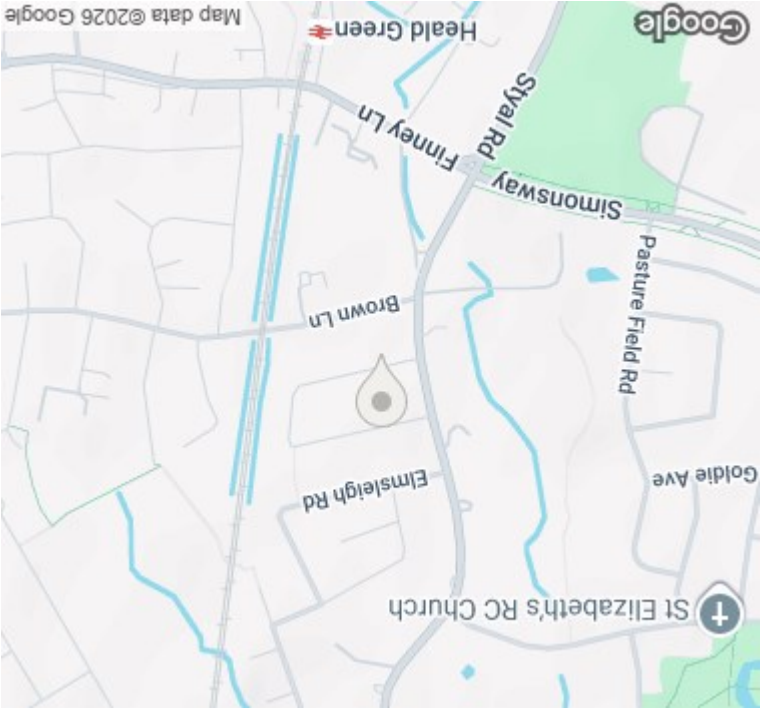 St Elizabeth's RC Church
Elmsleigh Rd
Goldie Ave
Pasture Field Rd
Brown Ln
Simonsway
Finney Ln
Styal Rd
Heald Green
Google
Map data ©2026 Google